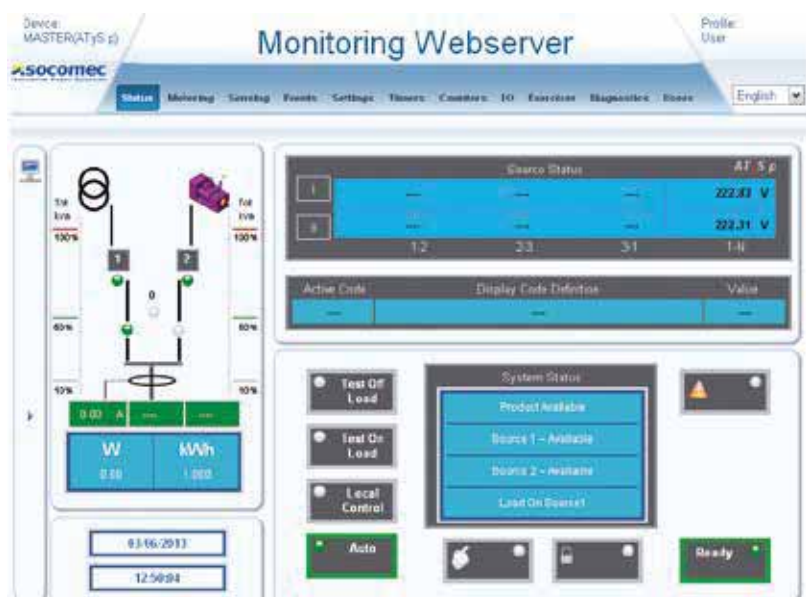 Device:
MASTER(ATyS p)
Monitoring Webserver
Profile:
User
socomec
Status Metering Sensing Events Settings Timers Counters IO Exercises Diagnostics
English
1 2
0
100% 100%
60% 60%
10% 10%
0.00 A ---- ----
W kWh
0.00 1.000
03/06/2013
12:50:04
Source Status
ATyS p
I ---- ---- ---- 222.83 V
II ---- ---- ---- 222.31 V
1-2 2-3 3-1 1-N
Active Code Display Code Definition Value
---- ---- ----
Test Off Load
Test On Load
Local Control
Auto
System Status
Product Available
Source 1 – Available
Source 2 – Available
Load On Source1
Ready